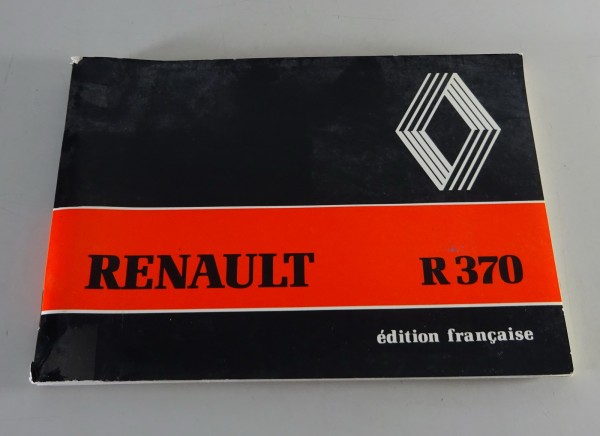 RENAULT R 370
édition française